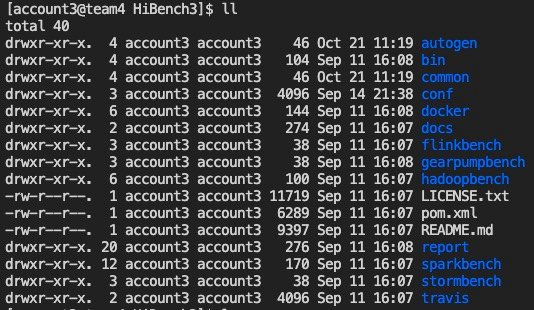 [account3@team4 HiBench3]$ ll
total 40
drwxr-xr-x.  4 account3 account3    46 Oct 21 11:19 autogen
drwxr-xr-x.  4 account3 account3   104 Sep 11 16:08 bin
drwxr-xr-x.  4 account3 account3    46 Oct 21 11:19 common
drwxr-xr-x.  3 account3 account3  4096 Sep 14 21:38 conf
drwxr-xr-x.  6 account3 account3   144 Sep 11 16:08 docker
drwxr-xr-x.  2 account3 account3   274 Sep 11 16:07 docs
drwxr-xr-x.  3 account3 account3    38 Sep 11 16:07 flinkbench
drwxr-xr-x.  3 account3 account3    38 Sep 11 16:08 gearpumpbench
drwxr-xr-x.  6 account3 account3   100 Sep 11 16:07 hadoopbench
-rw-r--r--.  1 account3 account3 11719 Sep 11 16:07 LICENSE.txt
-rw-r--r--.  1 account3 account3  6289 Sep 11 16:07 pom.xml
-rw-r--r--.  1 account3 account3  9397 Sep 11 16:07 README.md
drwxr-xr-x. 20 account3 account3   276 Sep 11 16:08 report
drwxr-xr-x. 12 account3 account3   170 Sep 11 16:07 sparkbench
drwxr-xr-x.  3 account3 account3    38 Sep 11 16:07 stormbench
drwxr-xr-x.  2 account3 account3  4096 Sep 11 16:07 travis